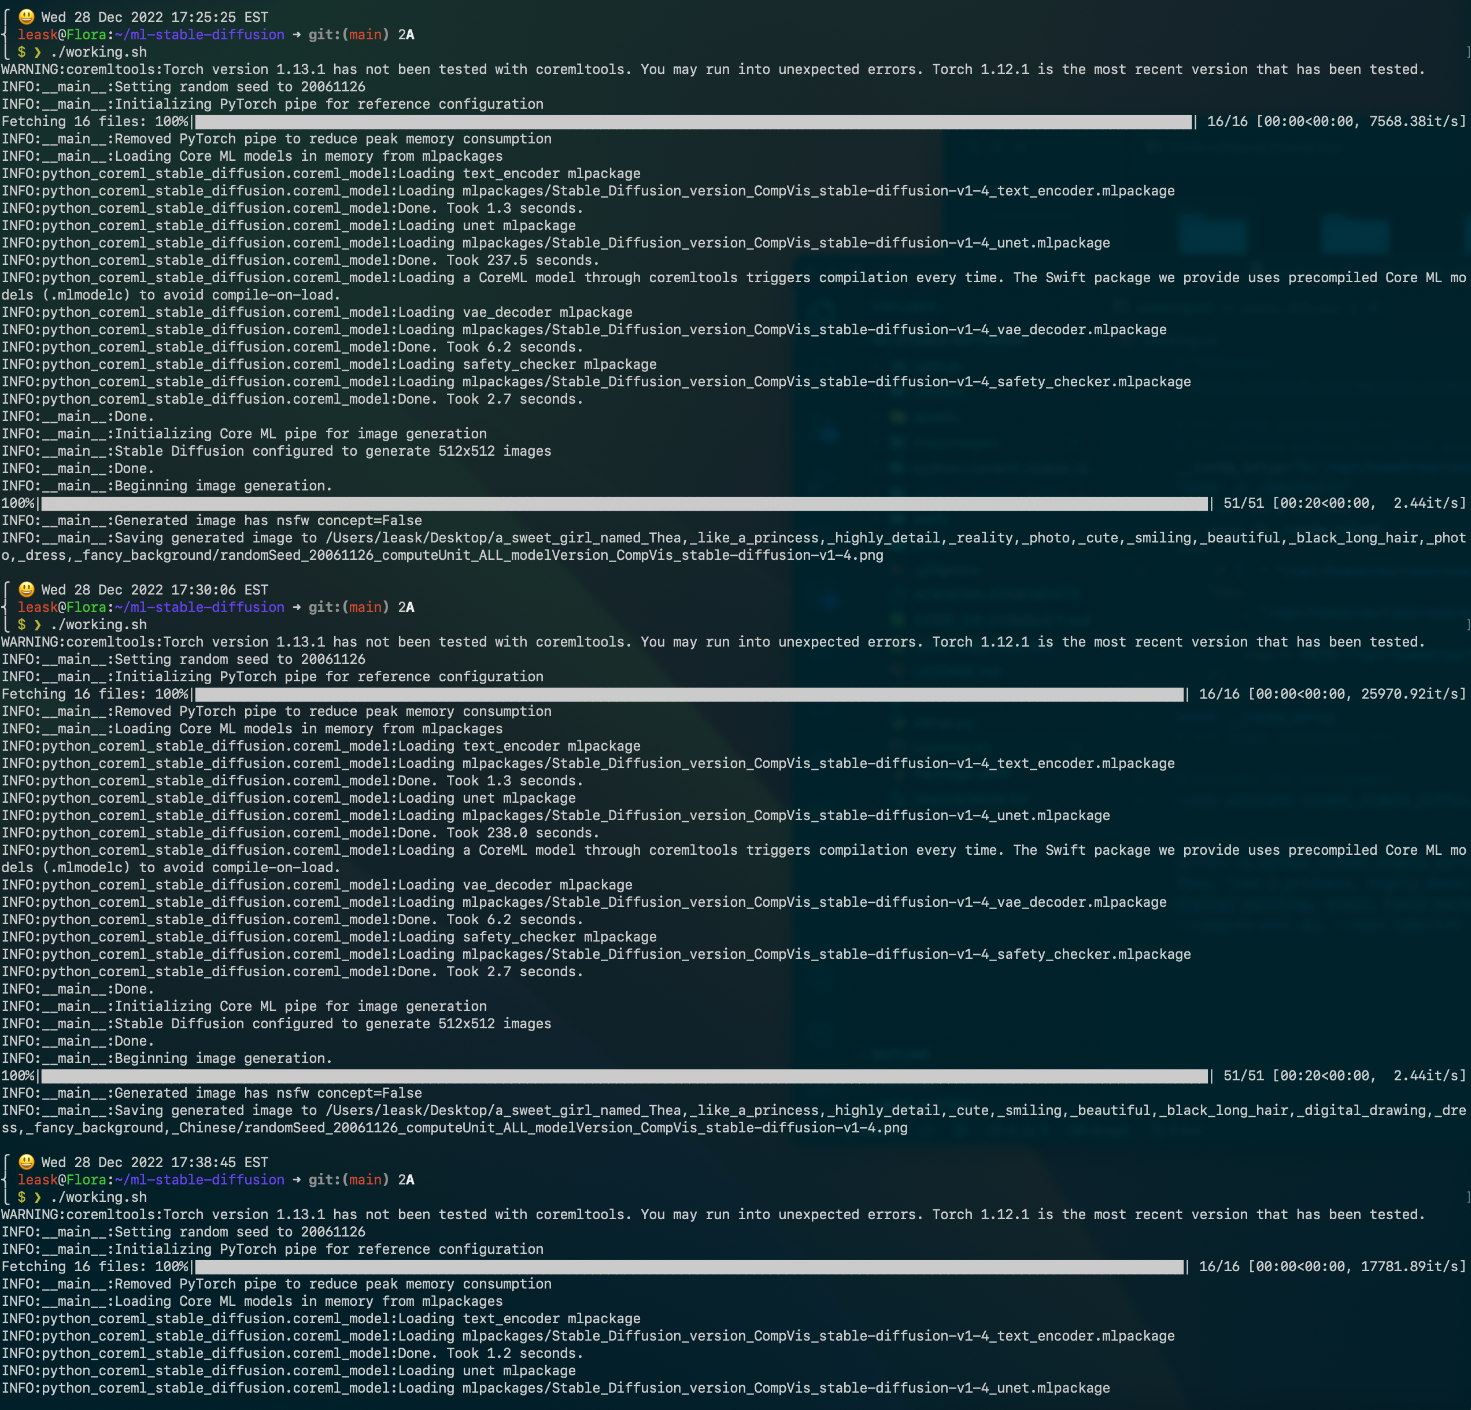 😃 Wed 28 Dec 2022 17:25:25 EST
leask@Flora:~/ml-stable-diffusion → git:(main) 2A
$ ❯ ./working.sh
WARNING:coremltools:Torch version 1.13.1 has not been tested with coremltools. You may run into unexpected errors. Torch 1.12.1 is the most recent version that has been tested.
INFO:__main__:Setting random seed to 20061126
INFO:__main__:Initializing PyTorch pipe for reference configuration
Fetching 16 files: 100%| | 16/16 [00:00<00:00, 7568.38it/s]
INFO:__main__:Removed PyTorch pipe to reduce peak memory consumption
INFO:__main__:Loading Core ML models in memory from mlpackages
INFO:python_coreml_stable_diffusion.coreml_model:Loading text_encoder mlpackage
INFO:python_coreml_stable_diffusion.coreml_model:Loading mlpackages/Stable_Diffusion_version_CompVis_stable-diffusion-v1-4_text_encoder.mlpackage
INFO:python_coreml_stable_diffusion.coreml_model:Done. Took 1.3 seconds.
INFO:python_coreml_stable_diffusion.coreml_model:Loading unet mlpackage
INFO:python_coreml_stable_diffusion.coreml_model:Loading mlpackages/Stable_Diffusion_version_CompVis_stable-diffusion-v1-4_unet.mlpackage
INFO:python_coreml_stable_diffusion.coreml_model:Done. Took 237.5 seconds.
INFO:python_coreml_stable_diffusion.coreml_model:Loading a CoreML model through coremltools triggers compilation every time. The Swift package we provide uses precompiled Core ML mo
dels (.mlmodelc) to avoid compile-on-load.
INFO:python_coreml_stable_diffusion.coreml_model:Loading vae_decoder mlpackage
INFO:python_coreml_stable_diffusion.coreml_model:Loading mlpackages/Stable_Diffusion_version_CompVis_stable-diffusion-v1-4_vae_decoder.mlpackage
INFO:python_coreml_stable_diffusion.coreml_model:Done. Took 6.2 seconds.
INFO:python_coreml_stable_diffusion.coreml_model:Loading safety_checker mlpackage
INFO:python_coreml_stable_diffusion.coreml_model:Loading mlpackages/Stable_Diffusion_version_CompVis_stable-diffusion-v1-4_safety_checker.mlpackage
INFO:python_coreml_stable_diffusion.coreml_model:Done. Took 2.7 seconds.
INFO:__main__:Done.
INFO:__main__:Initializing Core ML pipe for image generation
INFO:__main__:Stable Diffusion configured to generate 512x512 images
INFO:__main__:Done.
INFO:__main__:Beginning image generation.
100%| | 51/51 [00:20<00:00, 2.44it/s]
INFO:__main__:Generated image has nsfw concept=False
INFO:__main__:Saving generated image to /Users/leask/Desktop/a_sweet_girl_named_Thea,_like_a_princess,_highly_detail,_reality,_photo,_cute,_smiling,_beautiful,_black_long_hair,_phot
o,_dress,_fancy_background/randomSeed_20061126_computeUnit_ALL_modelVersion_CompVis_stable-diffusion-v1-4.png
😃 Wed 28 Dec 2022 17:30:06 EST
leask@Flora:~/ml-stable-diffusion → git:(main) 2A
$ ❯ ./working.sh
WARNING:coremltools:Torch version 1.13.1 has not been tested with coremltools. You may run into unexpected errors. Torch 1.12.1 is the most recent version that has been tested.
INFO:__main__:Setting random seed to 20061126
INFO:__main__:Initializing PyTorch pipe for reference configuration
Fetching 16 files: 100%| | 16/16 [00:00<00:00, 25970.92it/s]
INFO:__main__:Removed PyTorch pipe to reduce peak memory consumption
INFO:__main__:Loading Core ML models in memory from mlpackages
INFO:python_coreml_stable_diffusion.coreml_model:Loading text_encoder mlpackage
INFO:python_coreml_stable_diffusion.coreml_model:Loading mlpackages/Stable_Diffusion_version_CompVis_stable-diffusion-v1-4_text_encoder.mlpackage
INFO:python_coreml_stable_diffusion.coreml_model:Done. Took 1.3 seconds.
INFO:python_coreml_stable_diffusion.coreml_model:Loading unet mlpackage
INFO:python_coreml_stable_diffusion.coreml_model:Loading mlpackages/Stable_Diffusion_version_CompVis_stable-diffusion-v1-4_unet.mlpackage
INFO:python_coreml_stable_diffusion.coreml_model:Done. Took 238.0 seconds.
INFO:python_coreml_stable_diffusion.coreml_model:Loading a CoreML model through coremltools triggers compilation every time. The Swift package we provide uses precompiled Core ML mo
dels (.mlmodelc) to avoid compile-on-load.
INFO:python_coreml_stable_diffusion.coreml_model:Loading vae_decoder mlpackage
INFO:python_coreml_stable_diffusion.coreml_model:Loading mlpackages/Stable_Diffusion_version_CompVis_stable-diffusion-v1-4_vae_decoder.mlpackage
INFO:python_coreml_stable_diffusion.coreml_model:Done. Took 6.2 seconds.
INFO:python_coreml_stable_diffusion.coreml_model:Loading safety_checker mlpackage
INFO:python_coreml_stable_diffusion.coreml_model:Loading mlpackages/Stable_Diffusion_version_CompVis_stable-diffusion-v1-4_safety_checker.mlpackage
INFO:python_coreml_stable_diffusion.coreml_model:Done. Took 2.7 seconds.
INFO:__main__:Done.
INFO:__main__:Initializing Core ML pipe for image generation
INFO:__main__:Stable Diffusion configured to generate 512x512 images
INFO:__main__:Done.
INFO:__main__:Beginning image generation.
100%| | 51/51 [00:20<00:00, 2.44it/s]
INFO:__main__:Generated image has nsfw concept=False
INFO:__main__:Saving generated image to /Users/leask/Desktop/a_sweet_girl_named_Thea,_like_a_princess,_highly_detail,_cute,_smiling,_beautiful,_black_long_hair,_digital_drawing,_dre
ss,_fancy_background,_Chinese/randomSeed_20061126_computeUnit_ALL_modelVersion_CompVis_stable-diffusion-v1-4.png
😃 Wed 28 Dec 2022 17:38:45 EST
leask@Flora:~/ml-stable-diffusion → git:(main) 2A
$ ❯ ./working.sh
WARNING:coremltools:Torch version 1.13.1 has not been tested with coremltools. You may run into unexpected errors. Torch 1.12.1 is the most recent version that has been tested.
INFO:__main__:Setting random seed to 20061126
INFO:__main__:Initializing PyTorch pipe for reference configuration
Fetching 16 files: 100%| | 16/16 [00:00<00:00, 17781.89it/s]
INFO:__main__:Removed PyTorch pipe to reduce peak memory consumption
INFO:__main__:Loading Core ML models in memory from mlpackages
INFO:python_coreml_stable_diffusion.coreml_model:Loading text_encoder mlpackage
INFO:python_coreml_stable_diffusion.coreml_model:Loading mlpackages/Stable_Diffusion_version_CompVis_stable-diffusion-v1-4_text_encoder.mlpackage
INFO:python_coreml_stable_diffusion.coreml_model:Done. Took 1.2 seconds.
INFO:python_coreml_stable_diffusion.coreml_model:Loading unet mlpackage
INFO:python_coreml_stable_diffusion.coreml_model:Loading mlpackages/Stable_Diffusion_version_CompVis_stable-diffusion-v1-4_unet.mlpackage